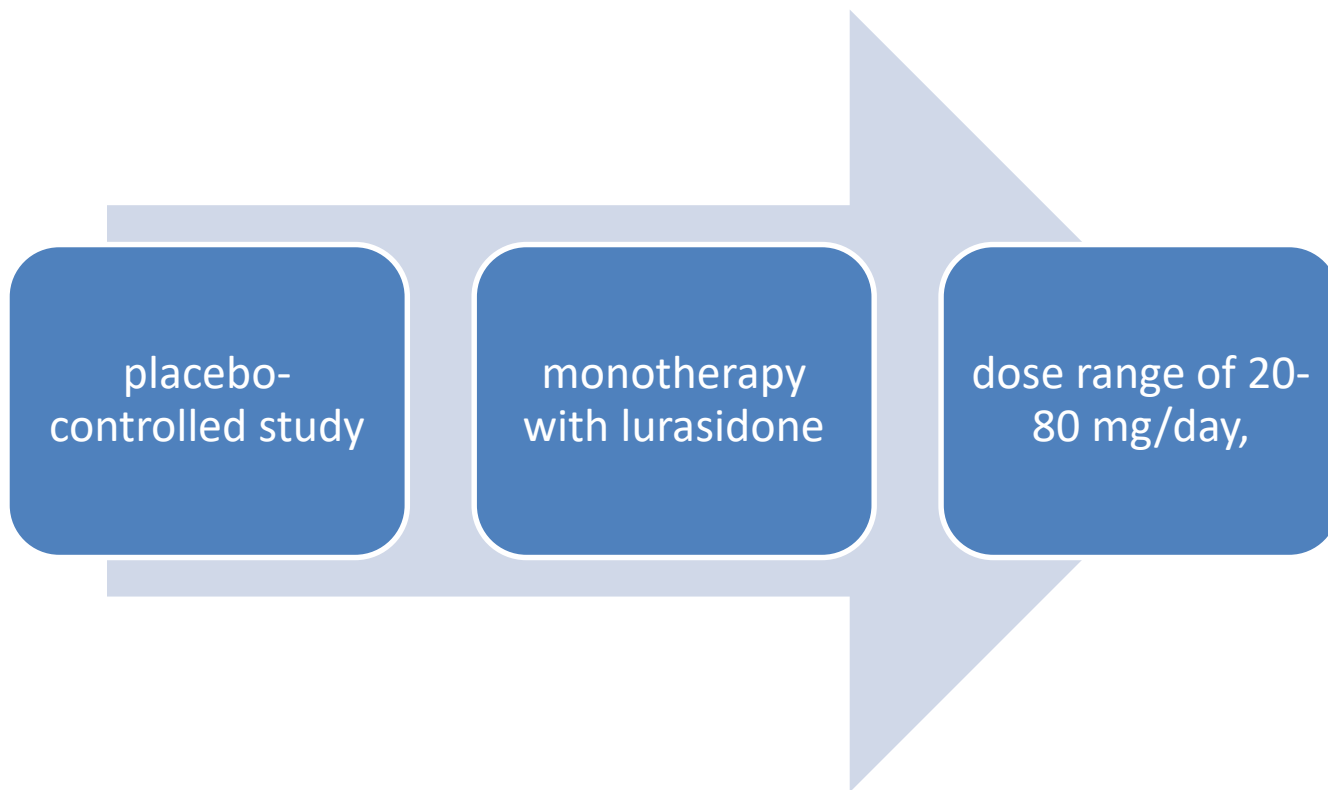 placebo-
controlled study
monotherapy
with lurasidone
dose range of 20-
80 mg/day,